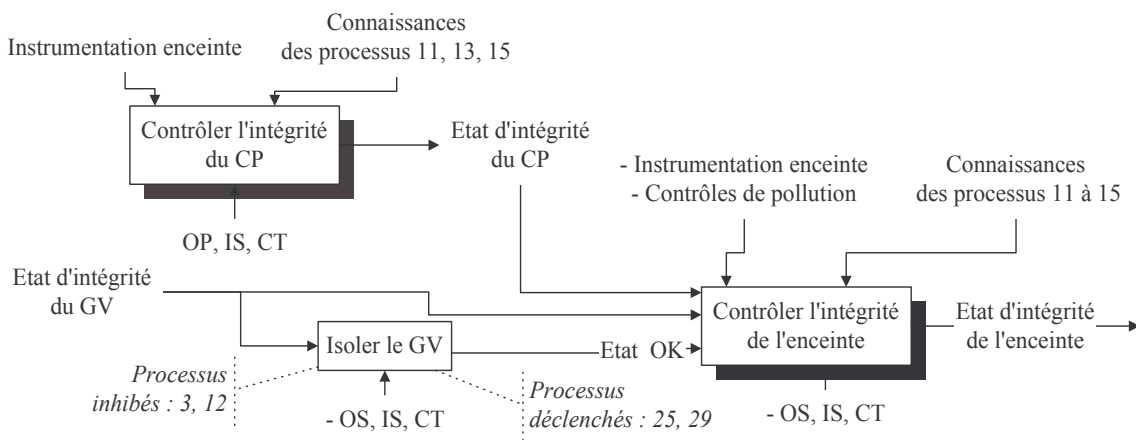 Instrumentation enceinte
Connaissances
des processus 11, 13, 15
Contrôler l'intégrité
du CP
Etat d'intégrité
du CP
OP, IS, CT
- Instrumentation enceinte
- Contrôles de pollution
Connaissances
des processus 11 à 15
Etat d'intégrité
du GV
Isoler le GV
Etat OK
Contrôler l'intégrité
de l'enceinte
Etat d'intégrité
de l'enceinte
Processus
inhibés : 3, 12
- OS, IS, CT
Processus
déclenchés : 25, 29
- OS, IS, CT